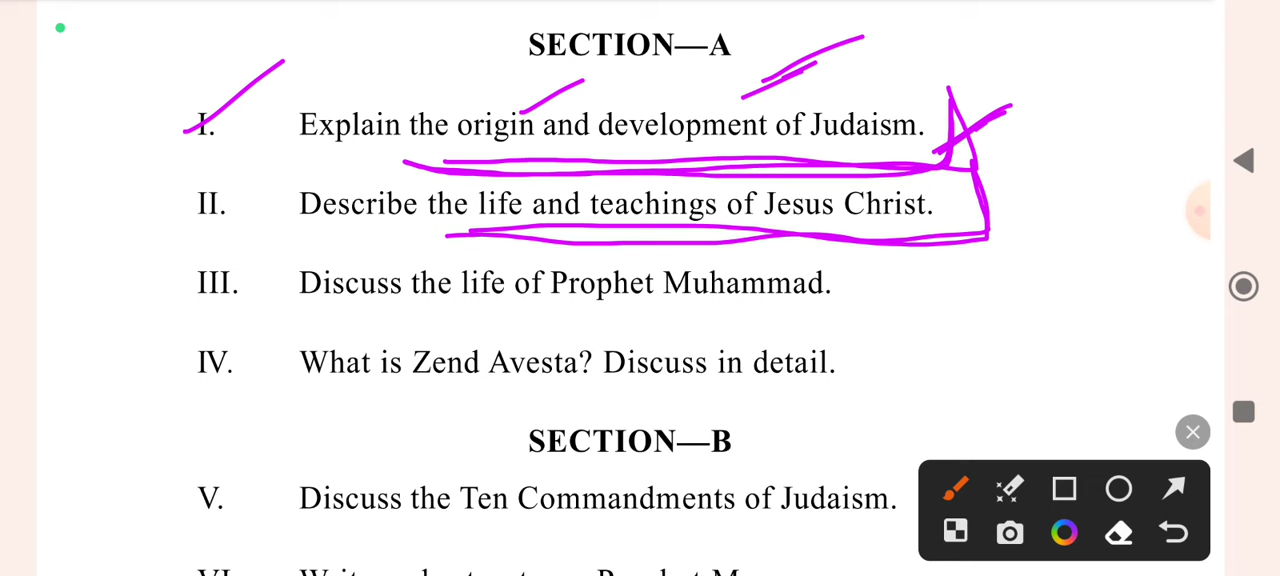 SECTION—A
I. Explain the origin and development of Judaism.
II. Describe the life and teachings of Jesus Christ.
III. Discuss the life of Prophet Muhammad.
IV. What is Zend Avesta? Discuss in detail.
SECTION—B
V. Discuss the Ten Commandments of Judaism.